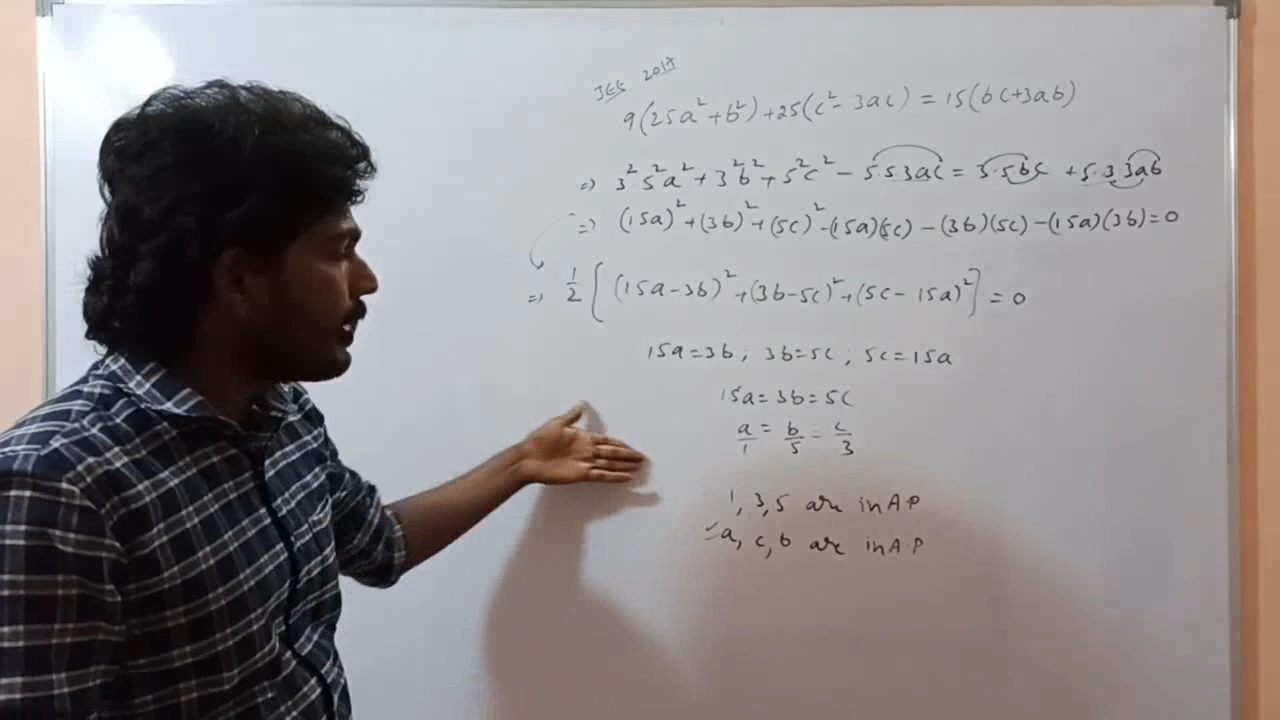 JEE 2017
9(25a²+b²)+25(c²-3ac)=15(bc+3ab)
=> 3²5²a²+3²b²+5²c²-5.5.3ac=3.5bc+5.3.3ab
=> (15a)²+(3b)²+(5c)²-(15a)(5c)-(3b)(5c)-(15a)(3b)=0
=> 1/2[(15a-3b)²+(3b-5c)²+(5c-15a)²]=0
15a=3b, 3b=5c, 5c=15a
15a=3b=5c
a/1=b/5=c/3
1,3,5 are in AP
a,c,b are in AP